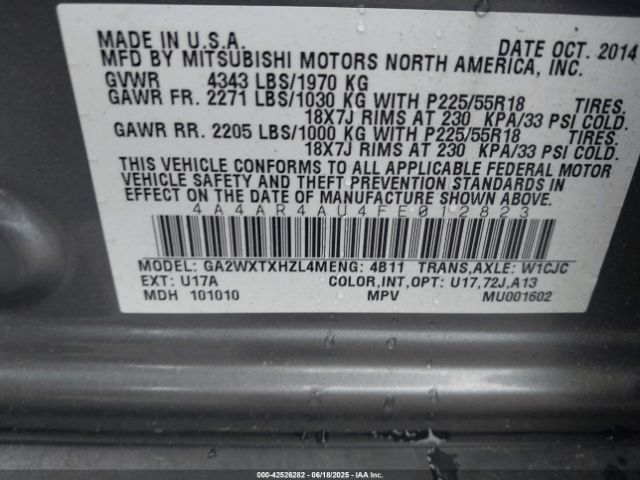 MADE IN U.S.A. DATE OCT. 2014
MFD BY MITSUBISHI MOTORS NORTH AMERICA, INC.
GVWR 4343 LBS/1970 KG
GAWR FR. 2271 LBS/1030 KG WITH P225/55R18 TIRES.
18X7J RIMS AT 230 KPA/33 PSI COLD.
GAWR RR. 2205 LBS/1000 KG WITH P225/55R18 TIRES.
18X7J RIMS AT 230 KPA/33 PSI COLD.
THIS VEHICLE CONFORMS TO ALL APPLICABLE FEDERAL MOTOR
VEHICLE SAFETY AND THEFT PREVENTION STANDARDS IN
EFFECT ON THE DATE OF MANUFACTURE SHOWN ABOVE.
4A4AR4AU4FE012823
MODEL: GA2WXTXHZL4M ENG: 4B11 TRANS,AXLE: W1CJC
EXT: U17A COLOR,INT,OPT: U17,72J,A13
MDH 101010 MPV MU001602
000-42526282 | 06/18/2025 - IAA Inc.